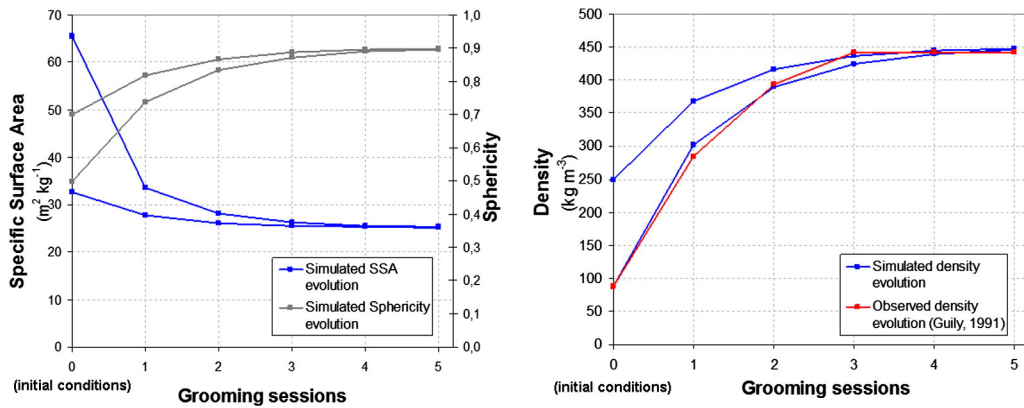 Specific Surface Area
(m² kg⁻¹)
70
60
50
40
30
20
10
0
1,0
0,9
0,8
0,7
0,6
0,5
0,4
0,3
0,2
0,1
0,0
Sphericity
Simulated SSA
evolution
Simulated Sphericity
evolution
0
1
2
3
4
5
(initial conditions)
Grooming sessions
Density
(kg m⁻³)
500
450
400
350
300
250
200
150
100
50
0
Simulated density
evolution
Observed density
evolution (Guily, 1991)
0
1
2
3
4
5
(initial conditions)
Grooming sessions